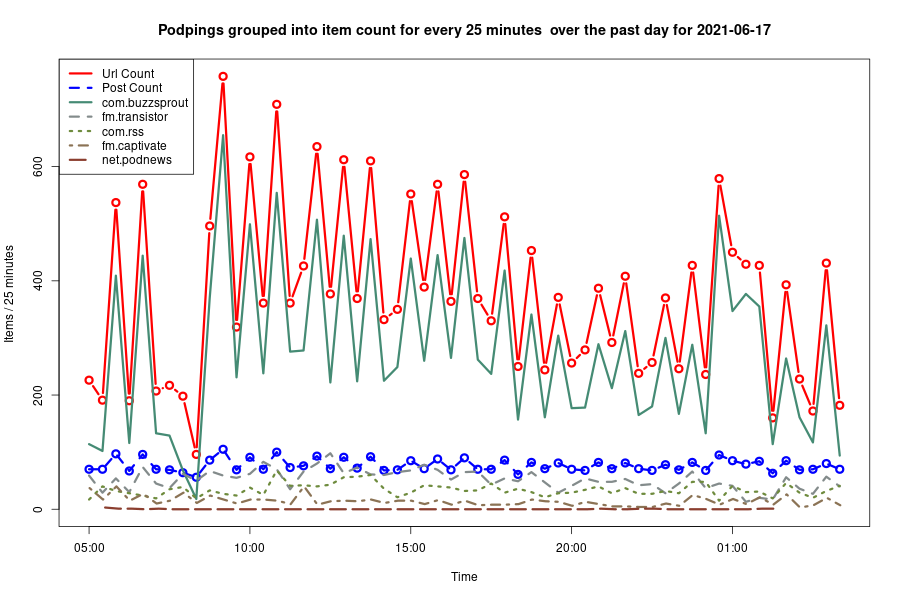 Podpings grouped into item count for every 25 minutes  over the past day for 2021-06-17
Url Count
Post Count
com.buzzsprout
fm.transistor
com.rss
fm.captivate
net.podnews
Items / 25 minutes
600
400
200
0
05:00
10:00
15:00
20:00
01:00
Time